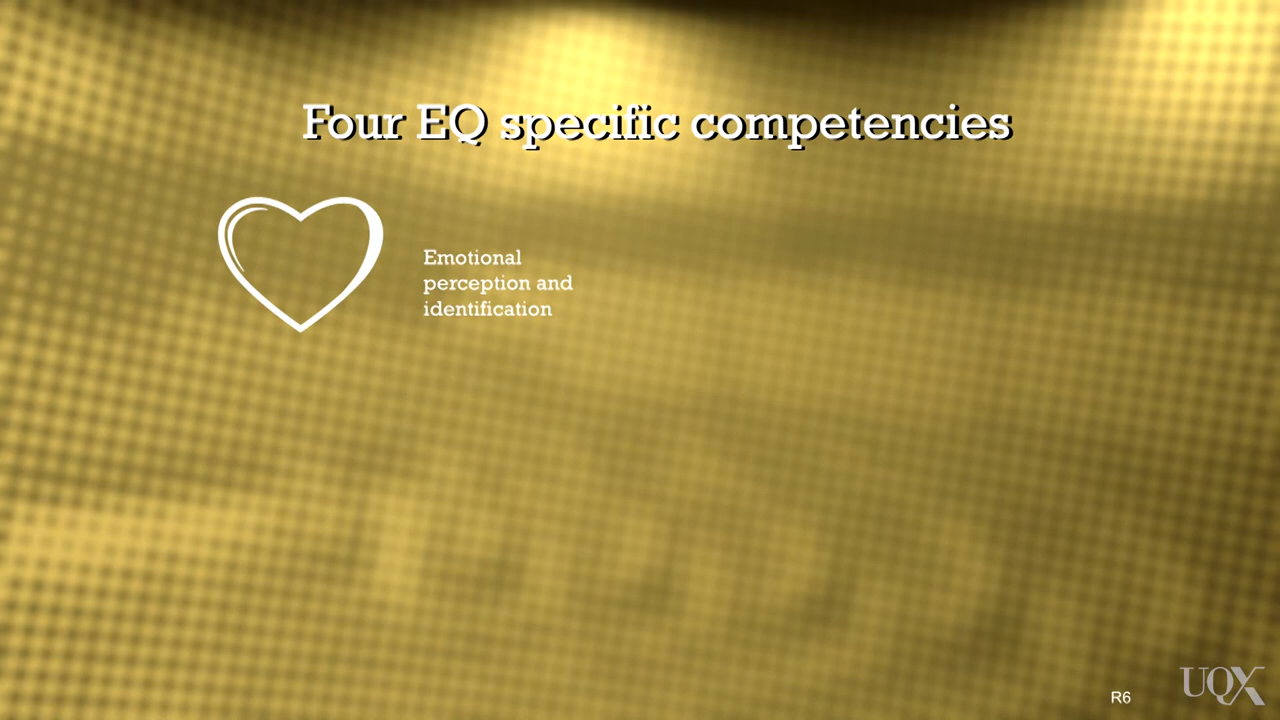 Four EQ specific competencies
Emotional
perception and
identification
R6
UQX